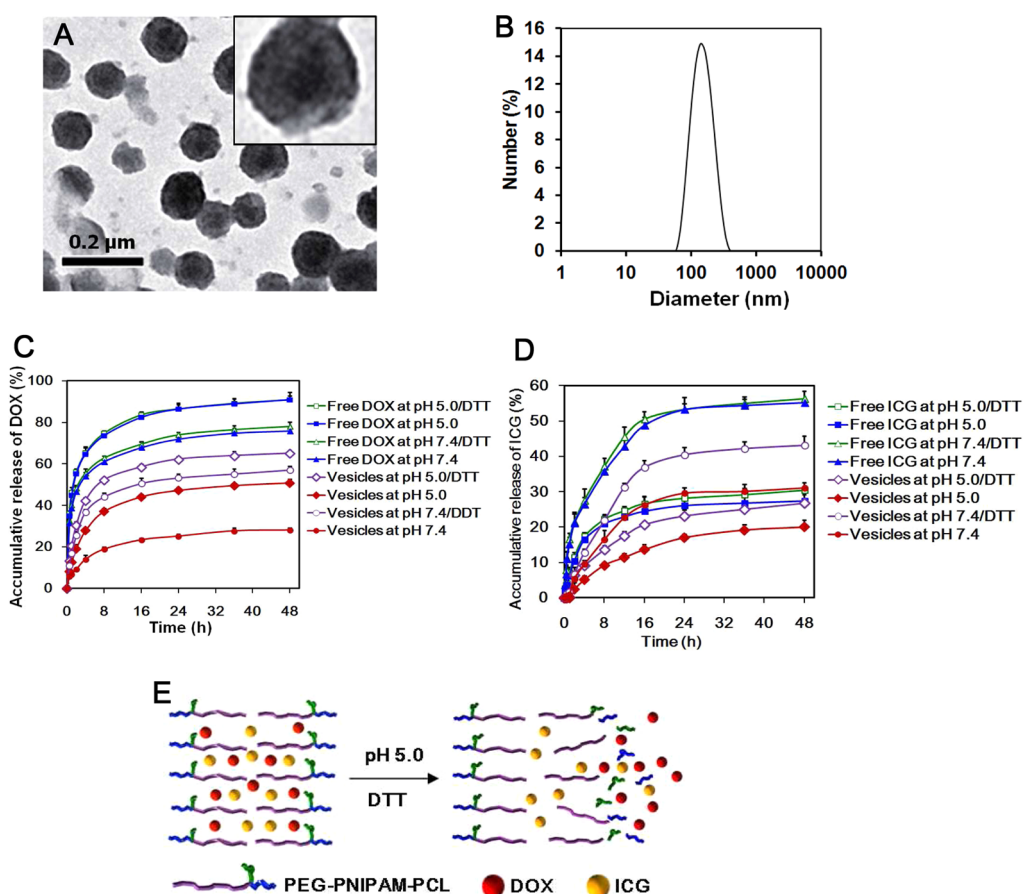 A
0.2 µm
B
Number (%)
16
14
12
10
8
6
4
2
0
1
10
100
1000
10000
Diameter (nm)
C
Accumulative release of DOX (%)
100
80
60
40
20
0
0
8
16
24
32
40
48
Time (h)
Free DOX at pH 5.0/DTT
Free DOX at pH 5.0
Free DOX at pH 7.4/DTT
Free DOX at pH 7.4
Vesicles at pH 5.0/DTT
Vesicles at pH 5.0
Vesicles at pH 7.4/DDT
Vesicles at pH 7.4
D
Accumulative release of ICG (%)
60
50
40
30
20
10
0
0
8
16
24
32
40
48
Time (h)
Free ICG at pH 5.0/DTT
Free ICG at pH 5.0
Free ICG at pH 7.4/DTT
Free ICG at pH 7.4
Vesicles at pH 5.0/DTT
Vesicles at pH 5.0
Vesicles at pH 7.4/DTT
Vesicles at pH 7.4
E
pH 5.0
DTT
PEG-PNIPAM-PCL
DOX
ICG